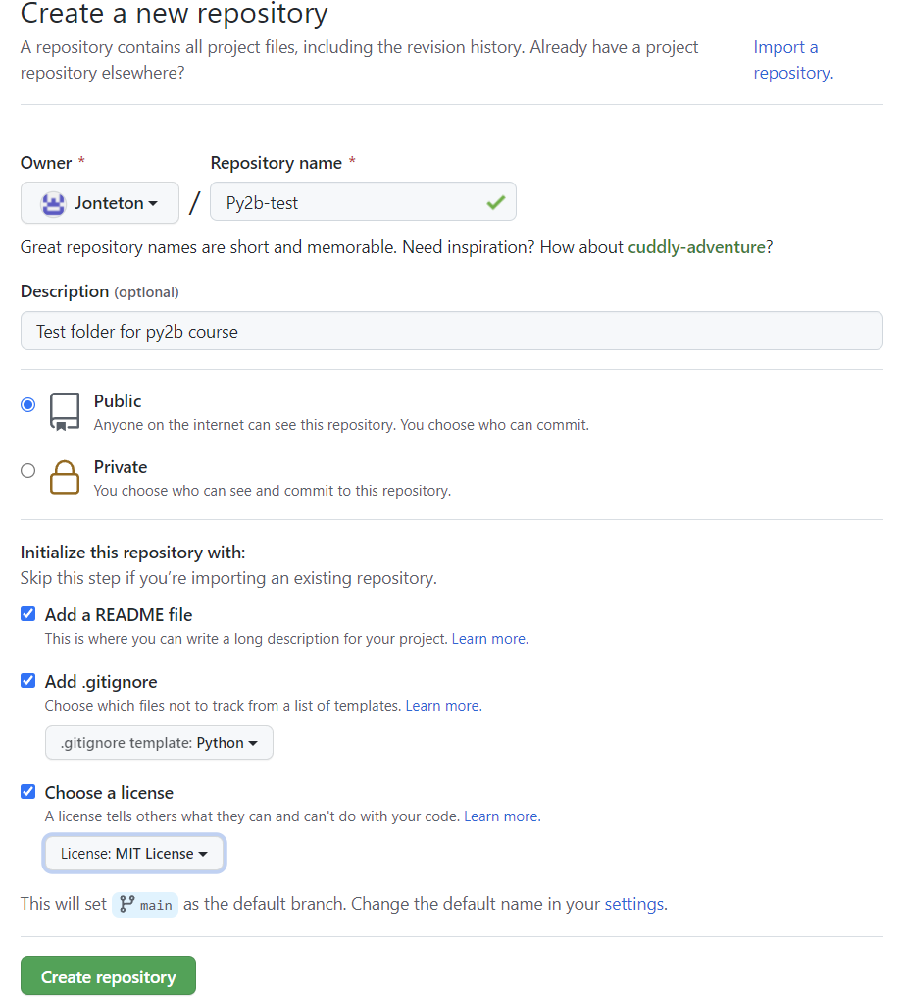 Create a new repository
A repository contains all project files, including the revision history. Already have a project
repository elsewhere?
Import a
repository.
Owner *
Repository name *
Jonteton
/
Py2b-test
Great repository names are short and memorable. Need inspiration? How about cuddly-adventure?
Description (optional)
Test folder for py2b course
Public
Anyone on the internet can see this repository. You choose who can commit.
Private
You choose who can see and commit to this repository.
Initialize this repository with:
Skip this step if you’re importing an existing repository.
Add a README file
This is where you can write a long description for your project. Learn more.
Add .gitignore
Choose which files not to track from a list of templates. Learn more.
.gitignore template: Python
Choose a license
A license tells others what they can and can't do with your code. Learn more.
License: MIT License
This will set main as the default branch. Change the default name in your settings.
Create repository